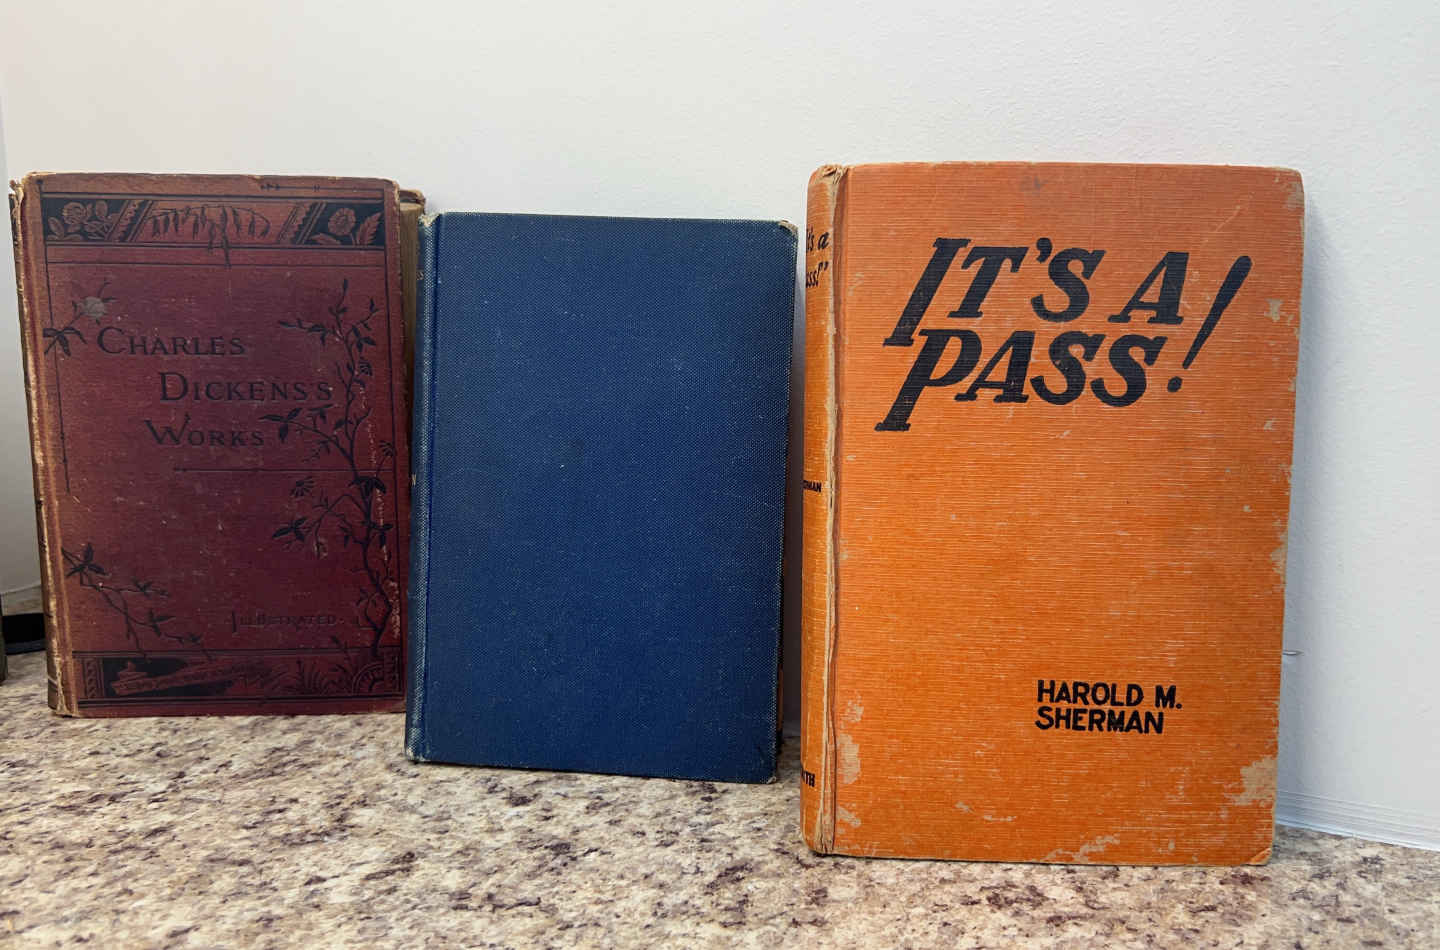 CHARLES
DICKENS'S
WORKS
ILLUSTRATED
IT'S A
PASS!
HAROLD M.
SHERMAN